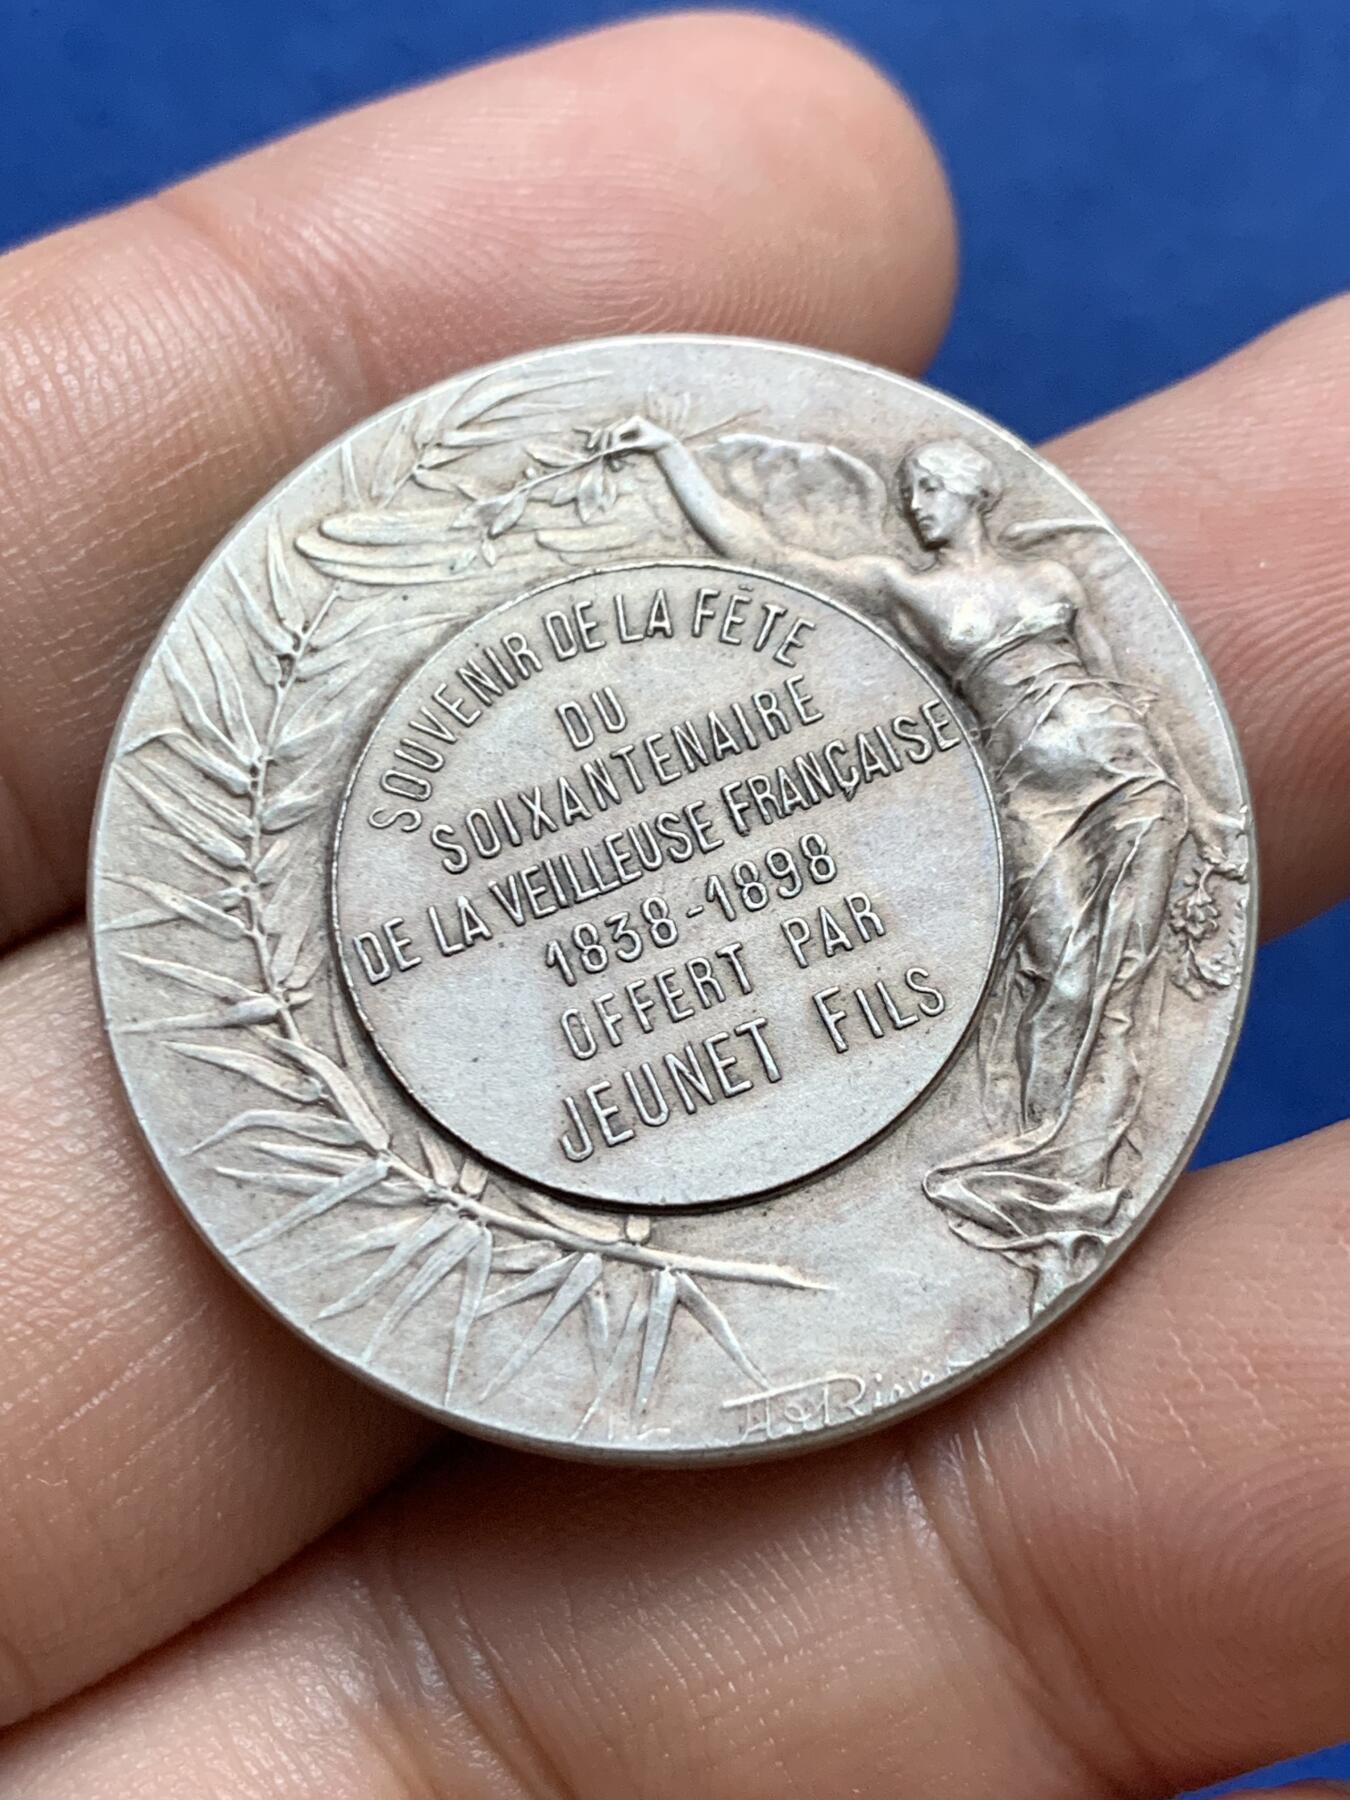 SOUVENIR DE LA FÊTE
DU
SOIXANTENAIRE
DE LA VEILLEUSE FRANÇAISE
1838-1898
OFFERT PAR
JEUNET FILS